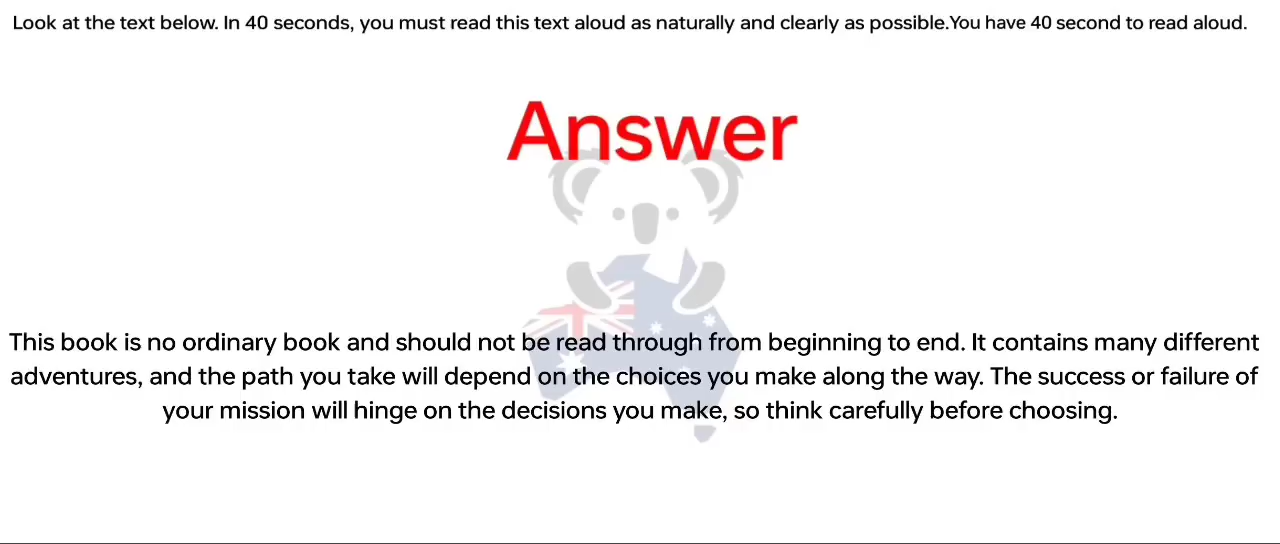 Look at the text below. In 40 seconds, you must read this text aloud as naturally and clearly as possible.You have 40 second to read aloud.
Answer
This book is no ordinary book and should not be read through from beginning to end. It contains many different
adventures, and the path you take will depend on the choices you make along the way. The success or failure of
your mission will hinge on the decisions you make, so think carefully before choosing.